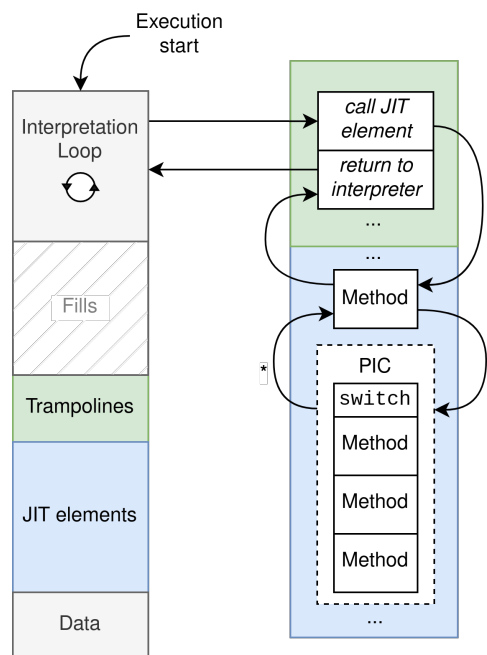 Execution
start
Interpretation
Loop
Fills
Trampolines
JIT elements
Data
call JIT
element
return to
interpreter
...
...
Method
*
PIC
switch
Method
Method
Method
...